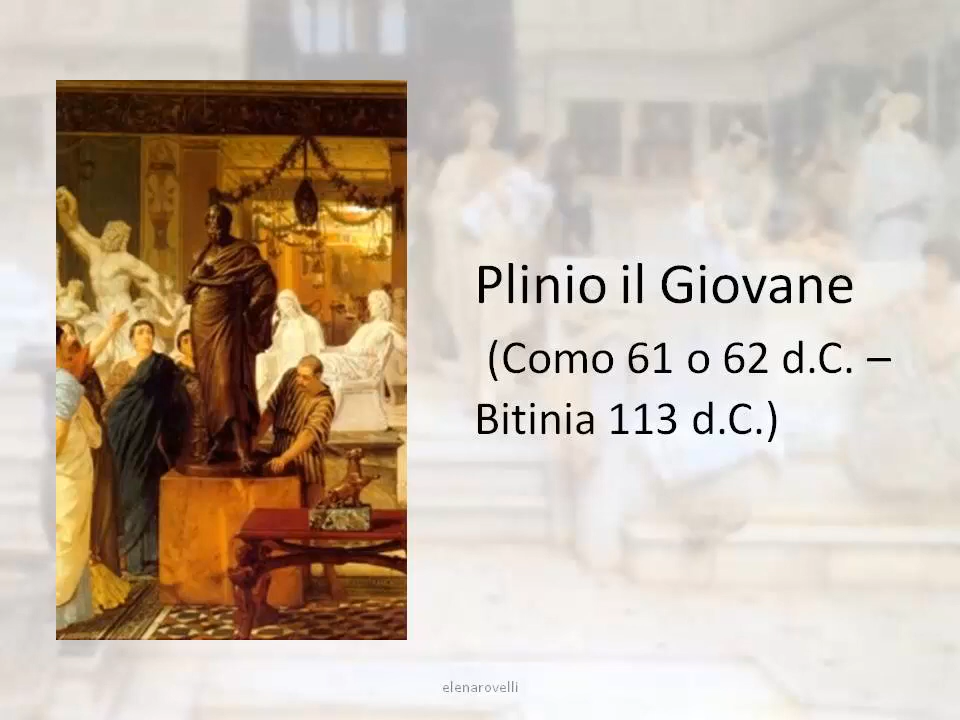 Plinio il Giovane
(Como 61 o 62 d.C. –
Bitinia 113 d.C.)
elenarovelli